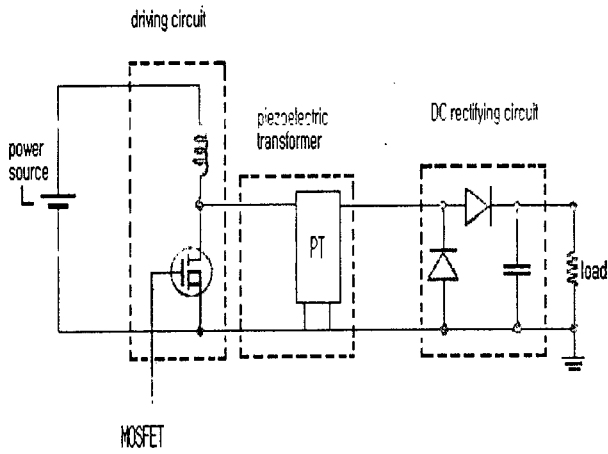 driving circuit
piezoelectric
transformer
DC rectifying circuit
power
source
PT
load
MOSFET